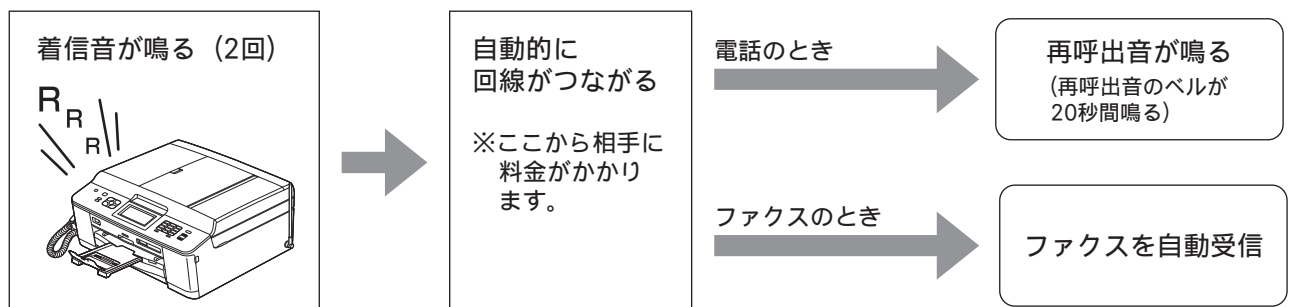 着信音が鳴る（2回）
R
R
R
自動的に
回線がつながる
※ここから相手に
料金がかかり
ます。
電話のとき
再呼出音が鳴る
（再呼出音のベルが
20秒間鳴る）
ファクスのとき
ファクスを自動受信